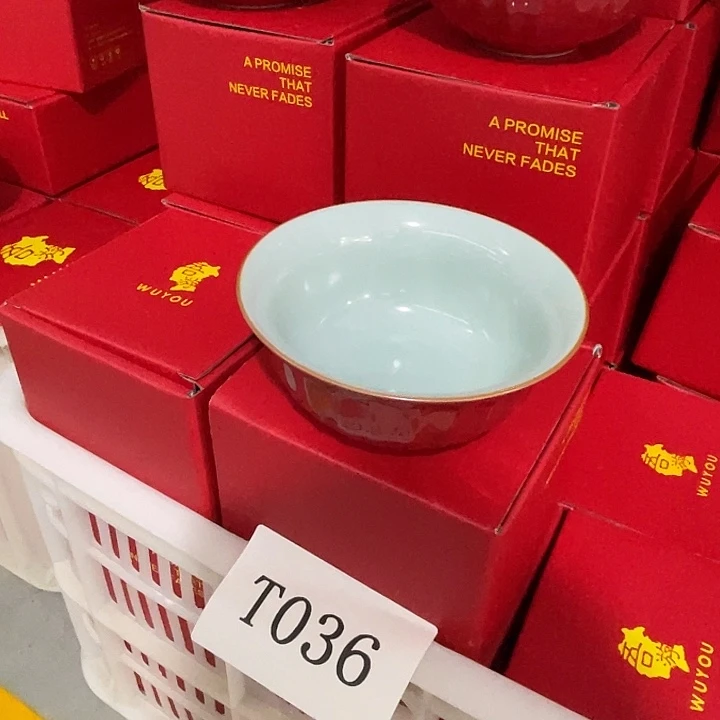 A PROMISE
THAT
NEVER FADES
A PROMISE
THAT
NEVER FADES
WUYOU
WUYOU
WUYOU
T036